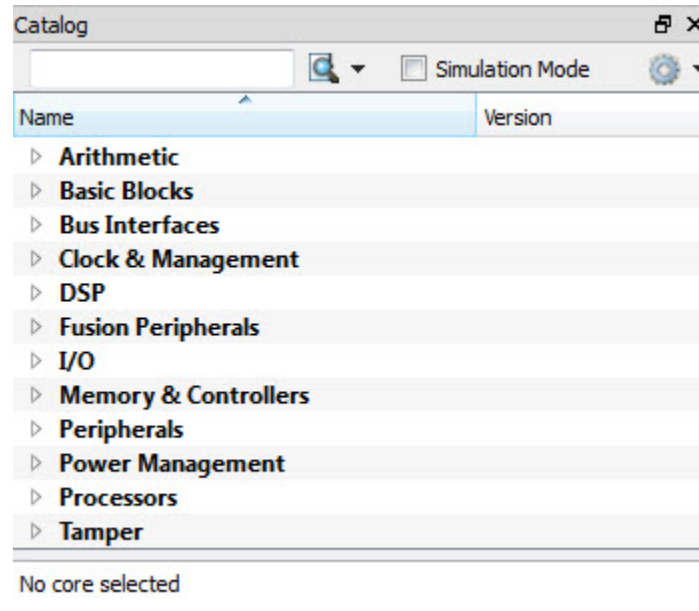 Catalog
Simulation Mode
Name Version
Arithmetic
Basic Blocks
Bus Interfaces
Clock & Management
DSP
Fusion Peripherals
I/O
Memory & Controllers
Peripherals
Power Management
Processors
Tamper
No core selected